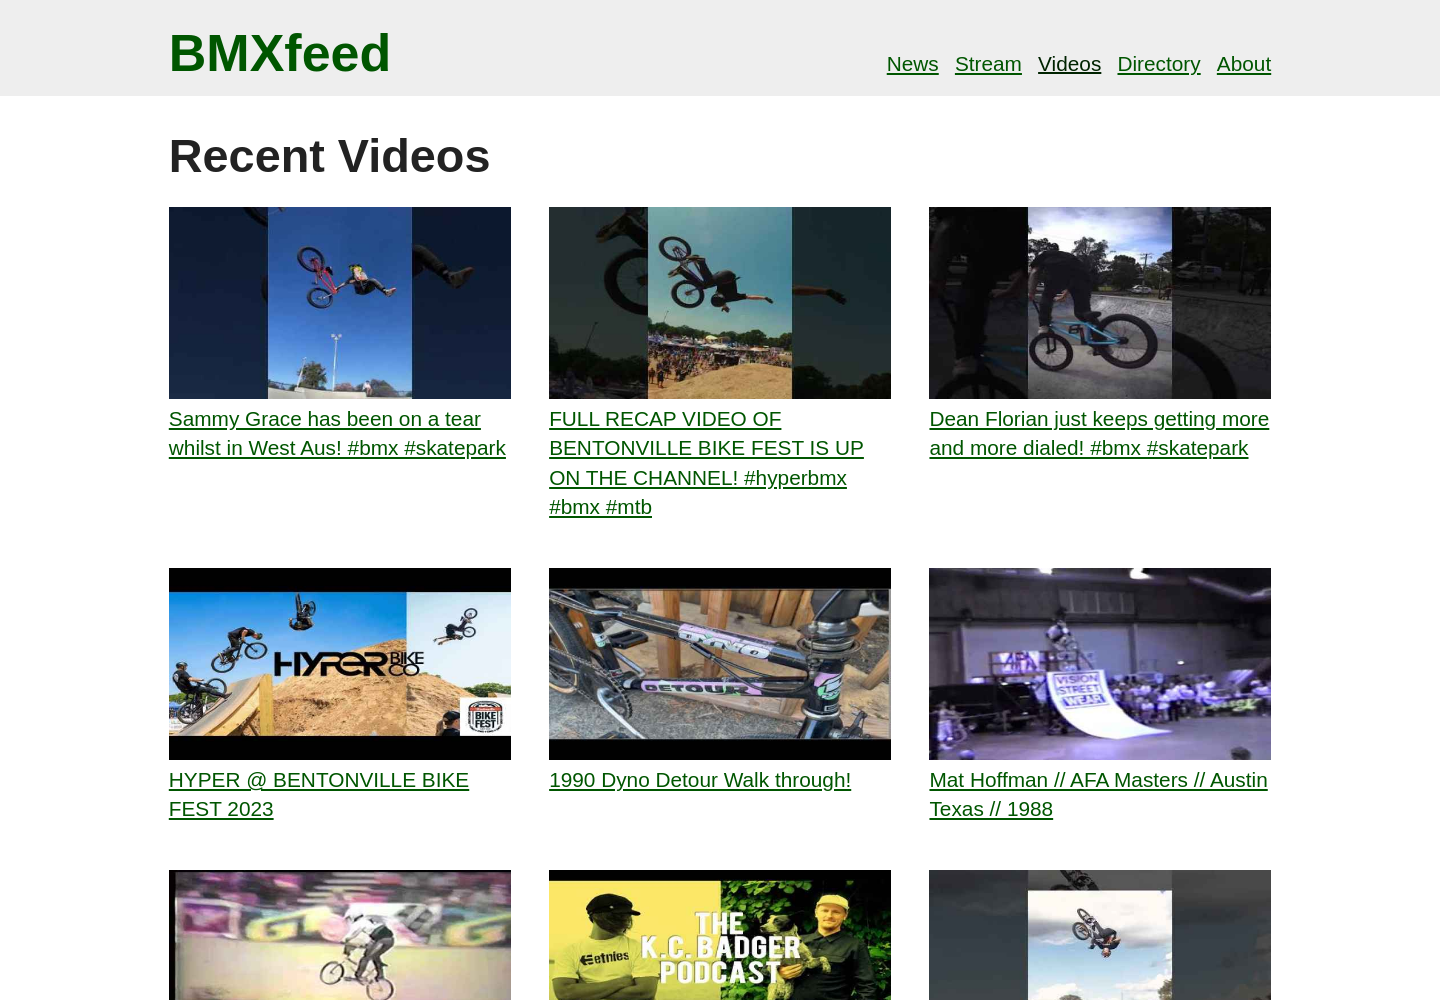 BMXfeed
News Stream Videos Directory About
Recent Videos
Sammy Grace has been on a tear
whilst in West Aus! #bmx #skatepark
FULL RECAP VIDEO OF
BENTONVILLE BIKE FEST IS UP
ON THE CHANNEL! #hyperbmx
#bmx #mtb
Dean Florian just keeps getting more
and more dialed! #bmx #skatepark
HYPER BIKE
CO
BIKE
FEST
DETOUR
VISION
STREET
WEAR
HYPER @ BENTONVILLE BIKE
FEST 2023
1990 Dyno Detour Walk through!
Mat Hoffman // AFA Masters // Austin
Texas // 1988
etnies
THE
K.C. BADGER
PODCAST